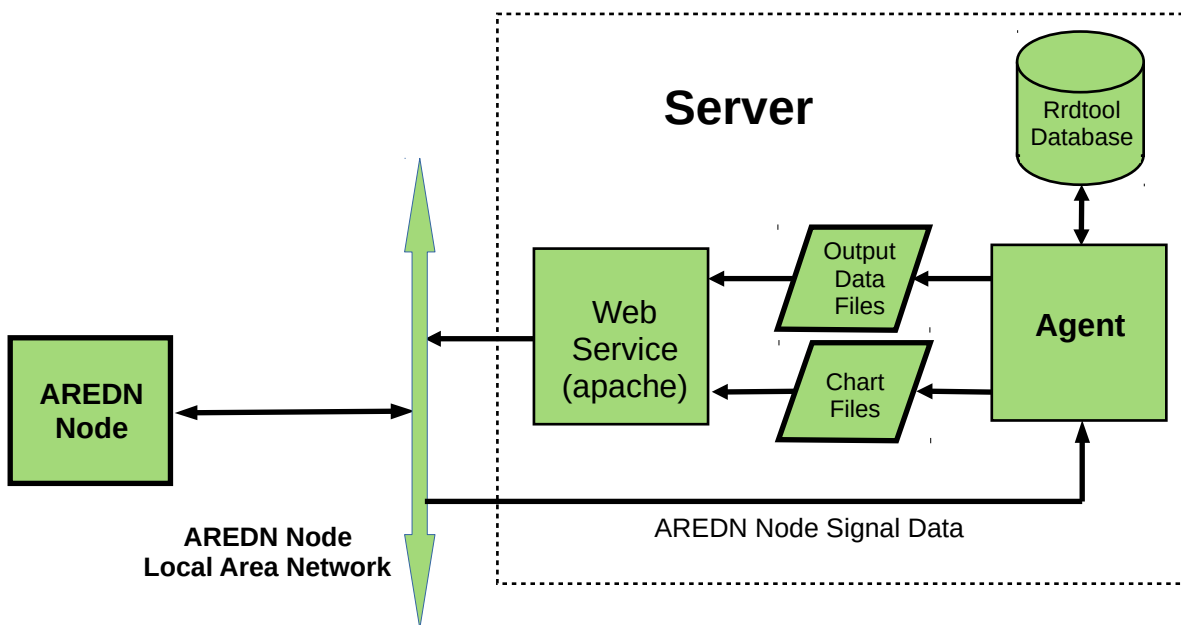 Server
Rrdtool
Database
Output
Data
Files
Web
Service
(apache)
Agent
Chart
Files
AREDN
Node
AREDN Node Signal Data
AREDN Node
Local Area Network